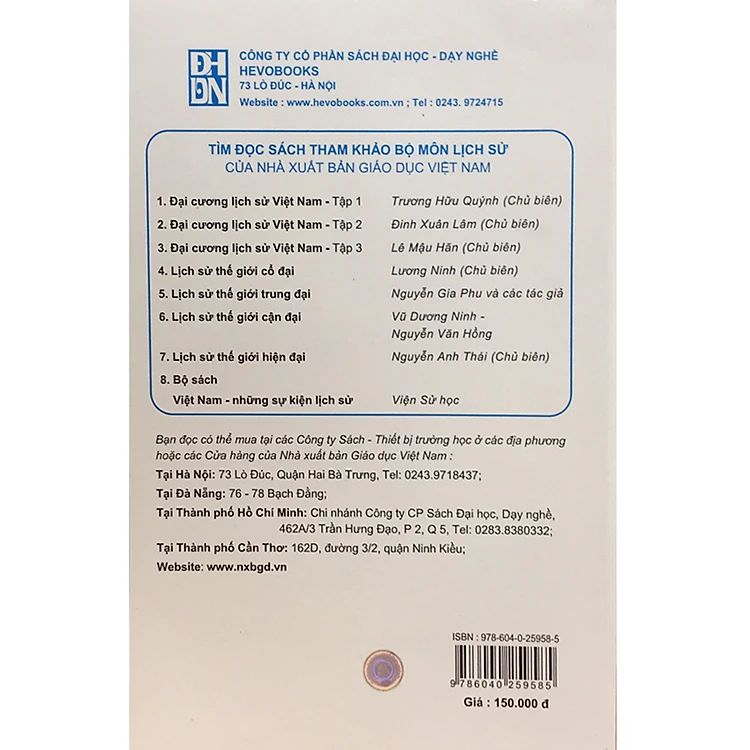 ĐH
DN
CÔNG TY CỔ PHẦN SÁCH ĐẠI HỌC - DẠY NGHỀ
HEVOBOOKS
73 LÒ ĐÚC - HÀ NỘI
Website : www.hevobooks.com.vn ; Tel : 0243. 9724715
TÌM ĐỌC SÁCH THAM KHẢO BỘ MÔN LỊCH SỬ
CỦA NHÀ XUẤT BẢN GIÁO DỤC VIỆT NAM
1. Đại cương lịch sử Việt Nam - Tập 1 Trương Hữu Quýnh (Chủ biên)
2. Đại cương lịch sử Việt Nam - Tập 2 Đinh Xuân Lâm (Chủ biên)
3. Đại cương lịch sử Việt Nam - Tập 3 Lê Mậu Hãn (Chủ biên)
4. Lịch sử thế giới cổ đại Lương Ninh (Chủ biên)
5. Lịch sử thế giới trung đại Nguyễn Gia Phu và các tác giả
6. Lịch sử thế giới cận đại Vũ Dương Ninh -
Nguyễn Văn Hồng
7. Lịch sử thế giới hiện đại Nguyễn Anh Thái (Chủ biên)
8. Bộ sách
Việt Nam - những sự kiện lịch sử Viện Sử học
Bạn đọc có thể mua tại các Công ty Sách - Thiết bị trường học ở các địa phương
hoặc các Cửa hàng của Nhà xuất bản Giáo dục Việt Nam :
Tại Hà Nội: 73 Lò Đúc, Quận Hai Bà Trưng, Tel: 0243.9718437;
Tại Đà Nẵng: 76 - 78 Bạch Đằng;
Tại Thành phố Hồ Chí Minh: Chi nhánh Công ty CP Sách Đại học, Dạy nghề,
462A/3 Trần Hưng Đạo, P 2, Q 5, Tel: 0283.8380332;
Tại Thành phố Cần Thơ: 162D, đường 3/2, quận Ninh Kiều;
Website: www.nxbgd.vn
ISBN : 978-604-0-25958-5
9 786040 259585
Giá : 150.000 đ